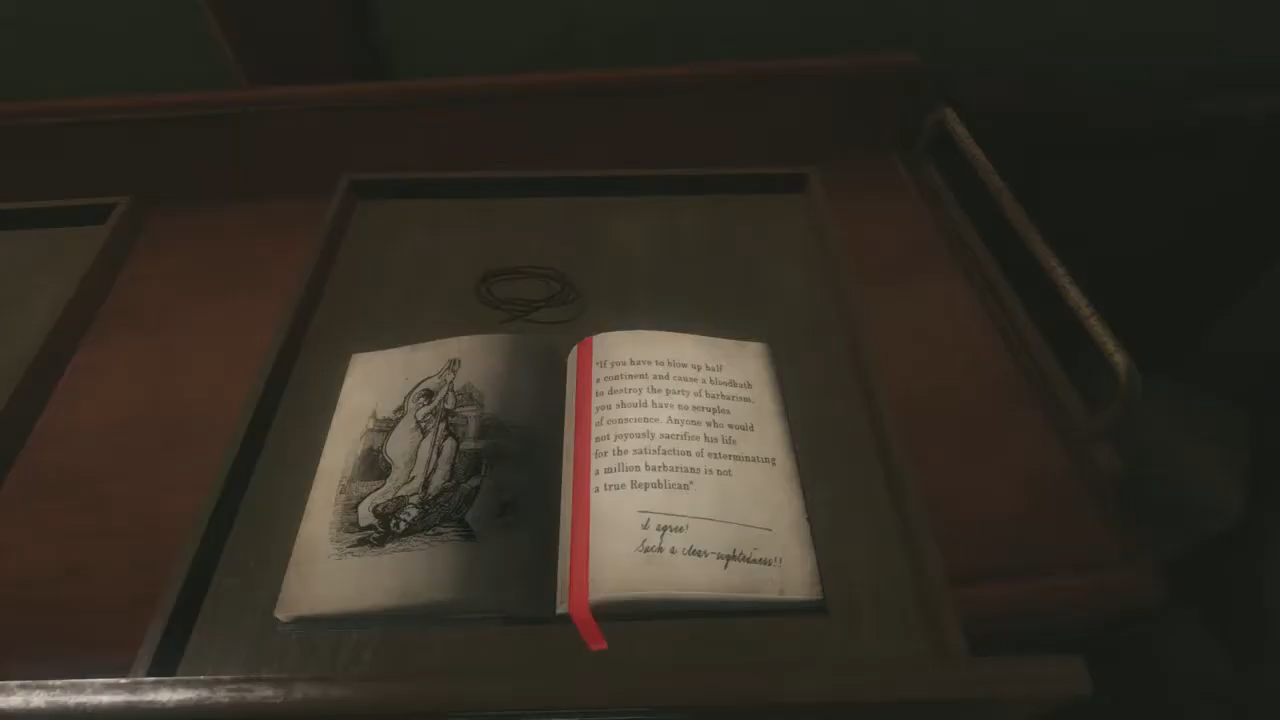 "If you have to blow up half
a continent and cause a bloodbath
to destroy the party of barbarism,
you should have no scruples
of conscience. Anyone who would
not joyously sacrifice his life
for the satisfaction of exterminating
a million barbarians is not
a true Republican".
I agree!
Such a clear-sightedness!!